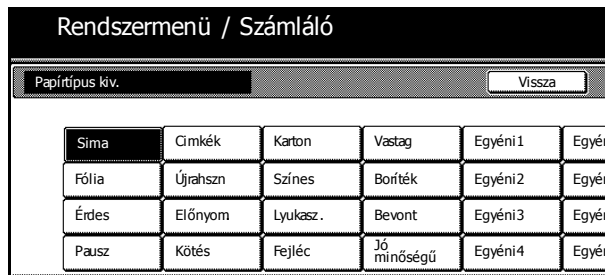 Rendszermenü / Számláló
Papírtípus kiv.
Vissza
Sima Cimkék Karton Vastag Egyéni1
Fólia Újrahszn Színes Boríték Egyéni2
Érdes Előnyom Lyukasz. Bevont Egyéni3
Pausz Kötés Fejléc Jó minőségű Egyéni4